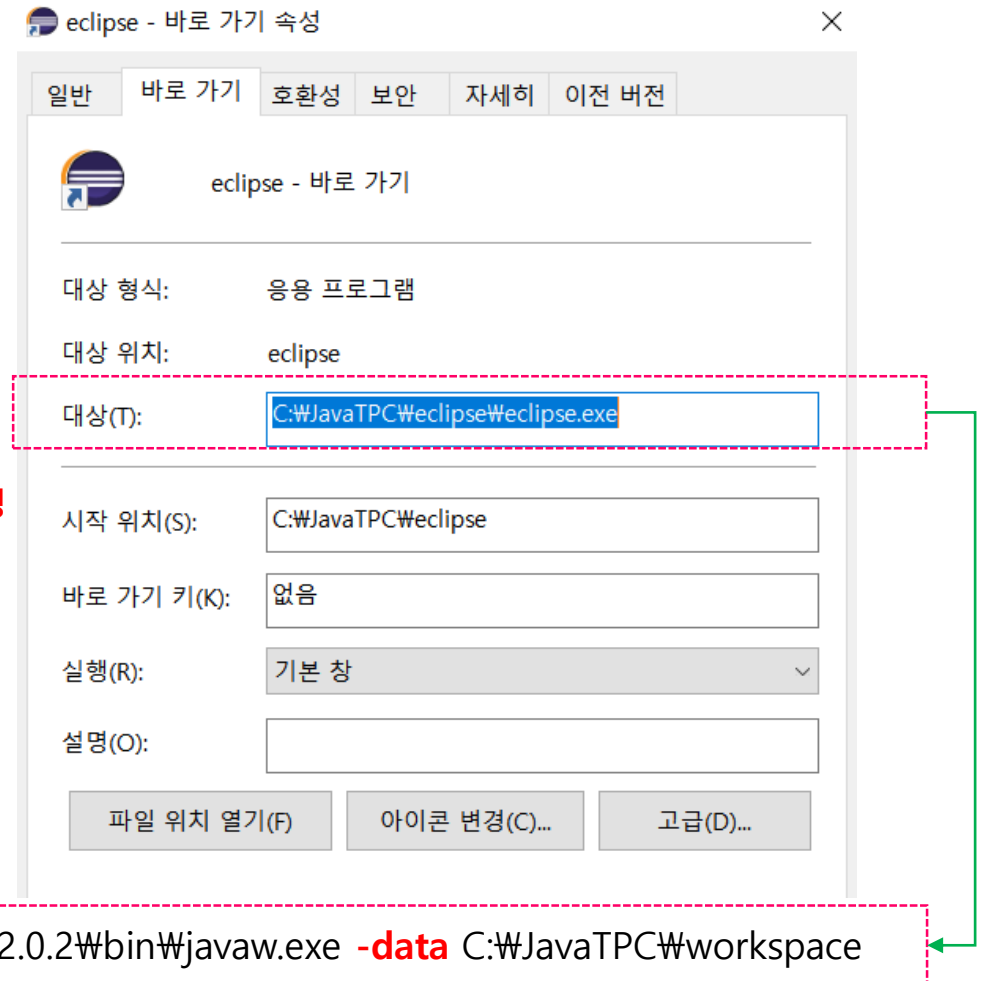 eclipse - 바로 가기 속성
일반 바로 가기 호환성 보안 자세히 이전 버전
eclipse - 바로 가기
대상 형식: 응용 프로그램
대상 위치: eclipse
대상(T): C:₩JavaTPC₩eclipse₩eclipse.exe
시작 위치(S): C:₩JavaTPC₩eclipse
바로 가기 키(K): 없음
실행(R): 기본 창
설명(O):
파일 위치 열기(F) 아이콘 변경(C)... 고급(D)...
2.0.2₩bin₩javaw.exe -data C:₩JavaTPC₩workspace